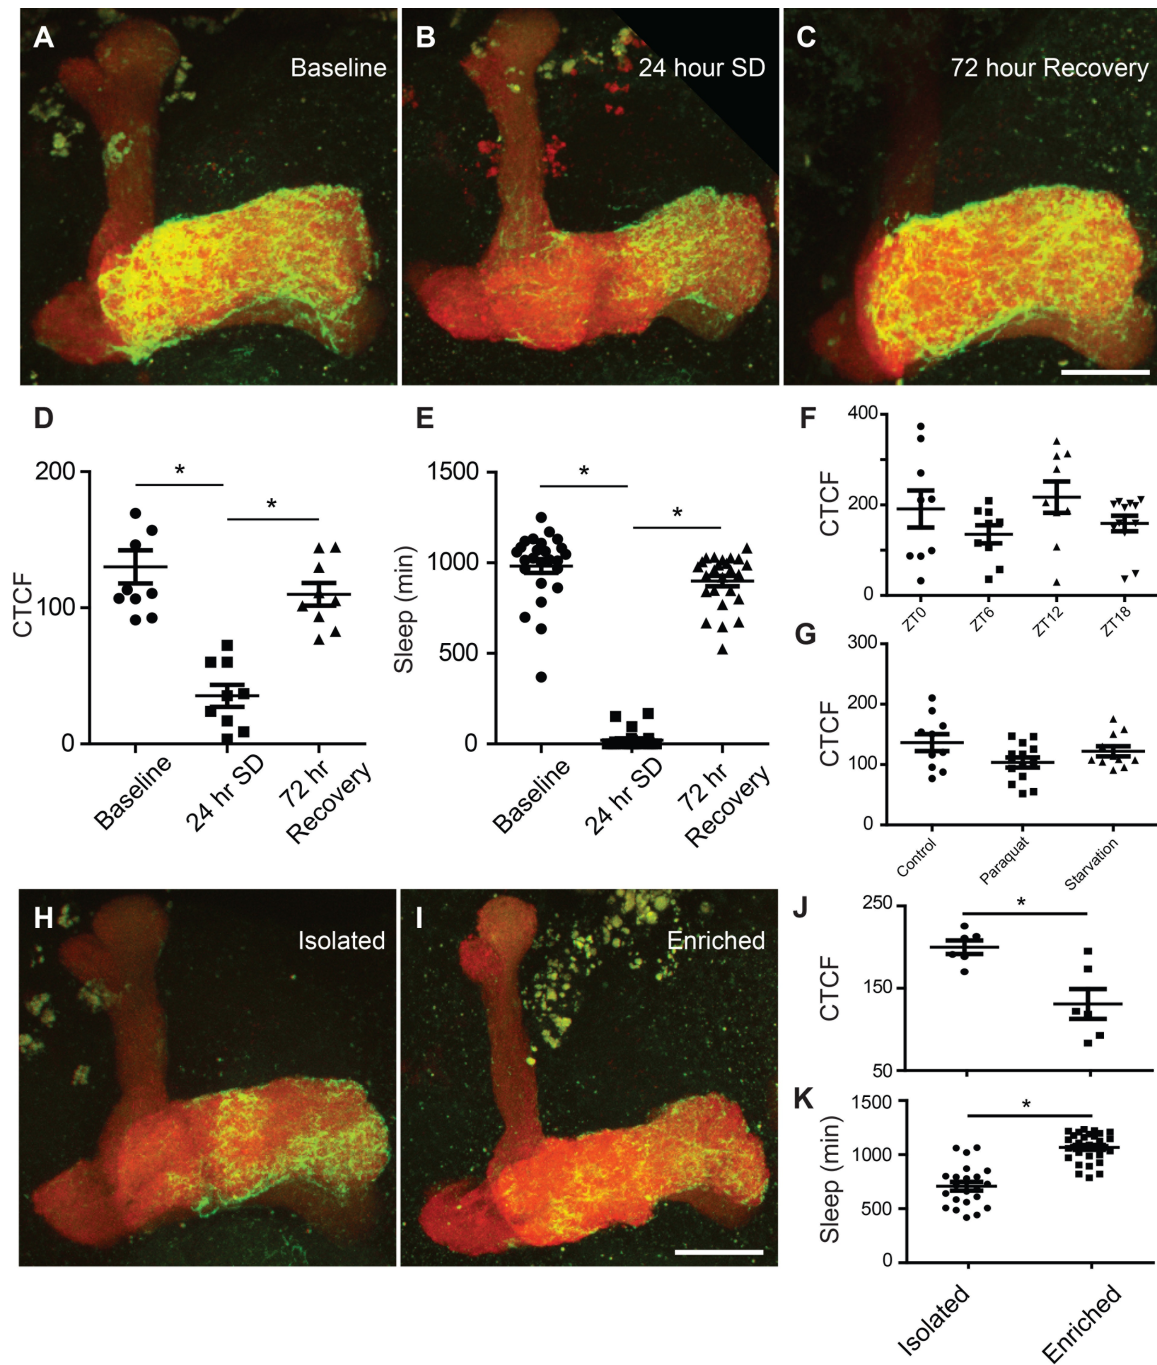 A
Baseline
B
24 hour SD
C
72 hour Recovery
D
200
100
0
CTCF
*
*
Baseline
24 hr SD
72 hr
Recovery
E
1500
1000
500
0
Sleep (min)
*
*
Baseline
24 hr SD
72 hr
Recovery
F
400
200
0
CTCF
ZT0
ZT6
ZT12
ZT18
G
300
200
100
0
CTCF
Control
Paraquat
Starvation
H
Isolated
I
Enriched
J
250
150
50
CTCF
*
K
1500
1000
500
0
Sleep (min)
*
Isolated
Enriched